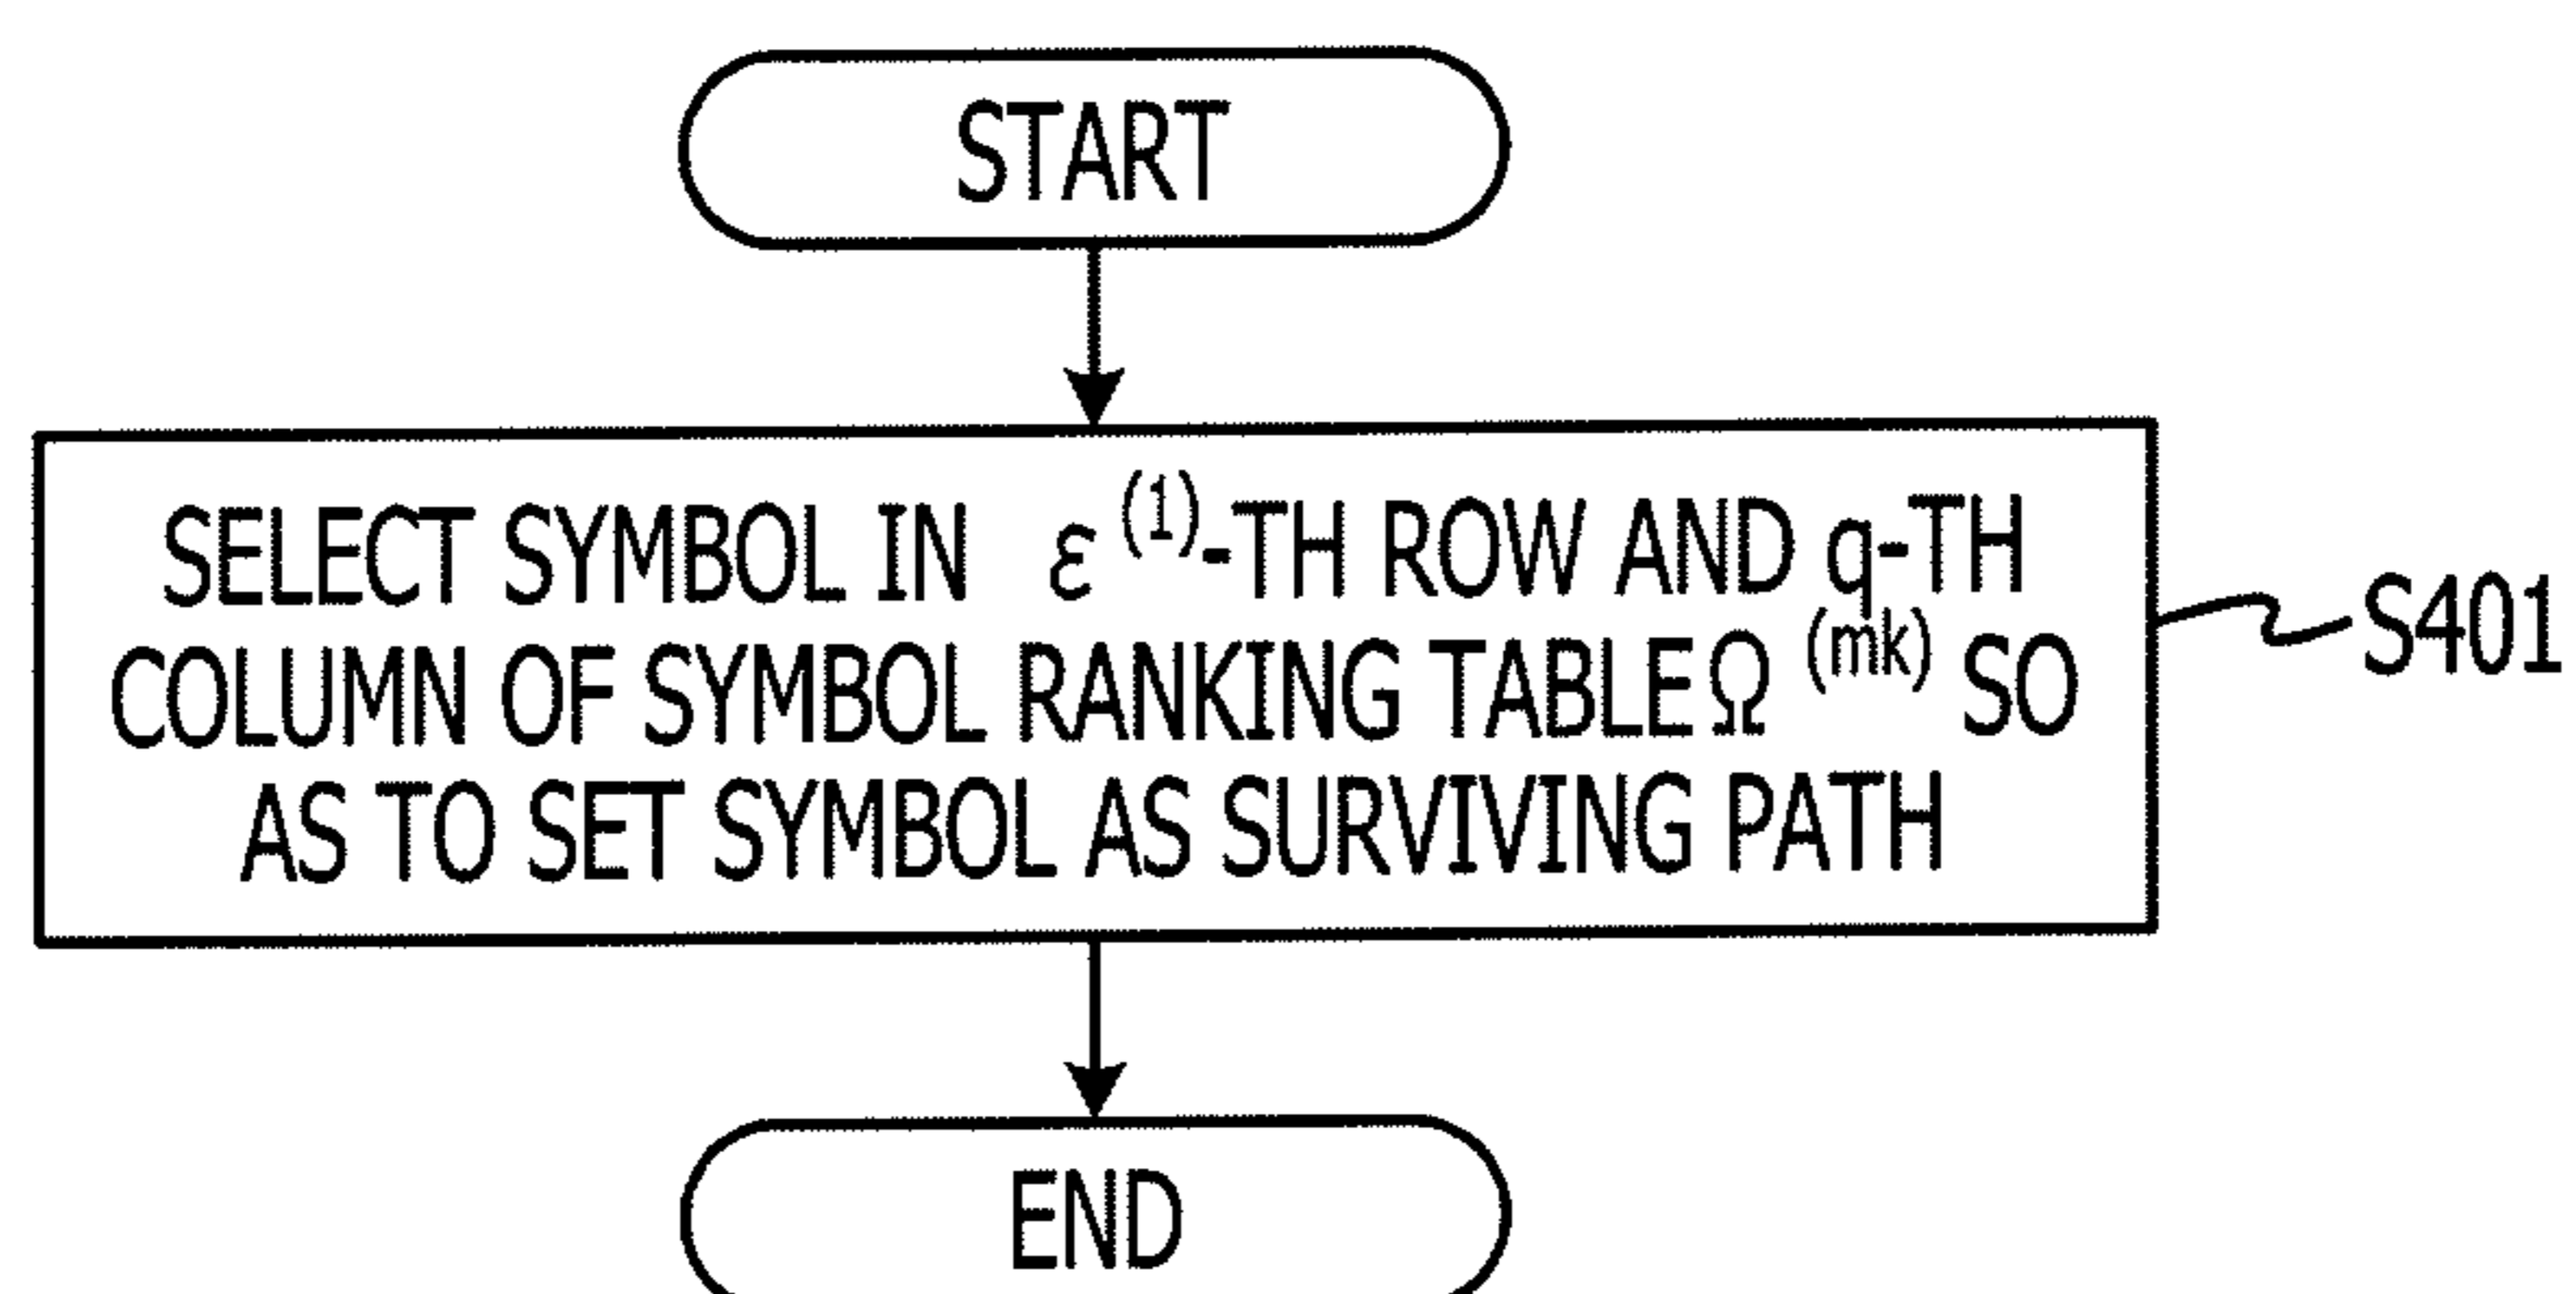 START
SELECT SYMBOL IN ε^(1)-TH ROW AND q-TH
COLUMN OF SYMBOL RANKING TABLE Ω^(mk) SO
AS TO SET SYMBOL AS SURVIVING PATH
S401
END